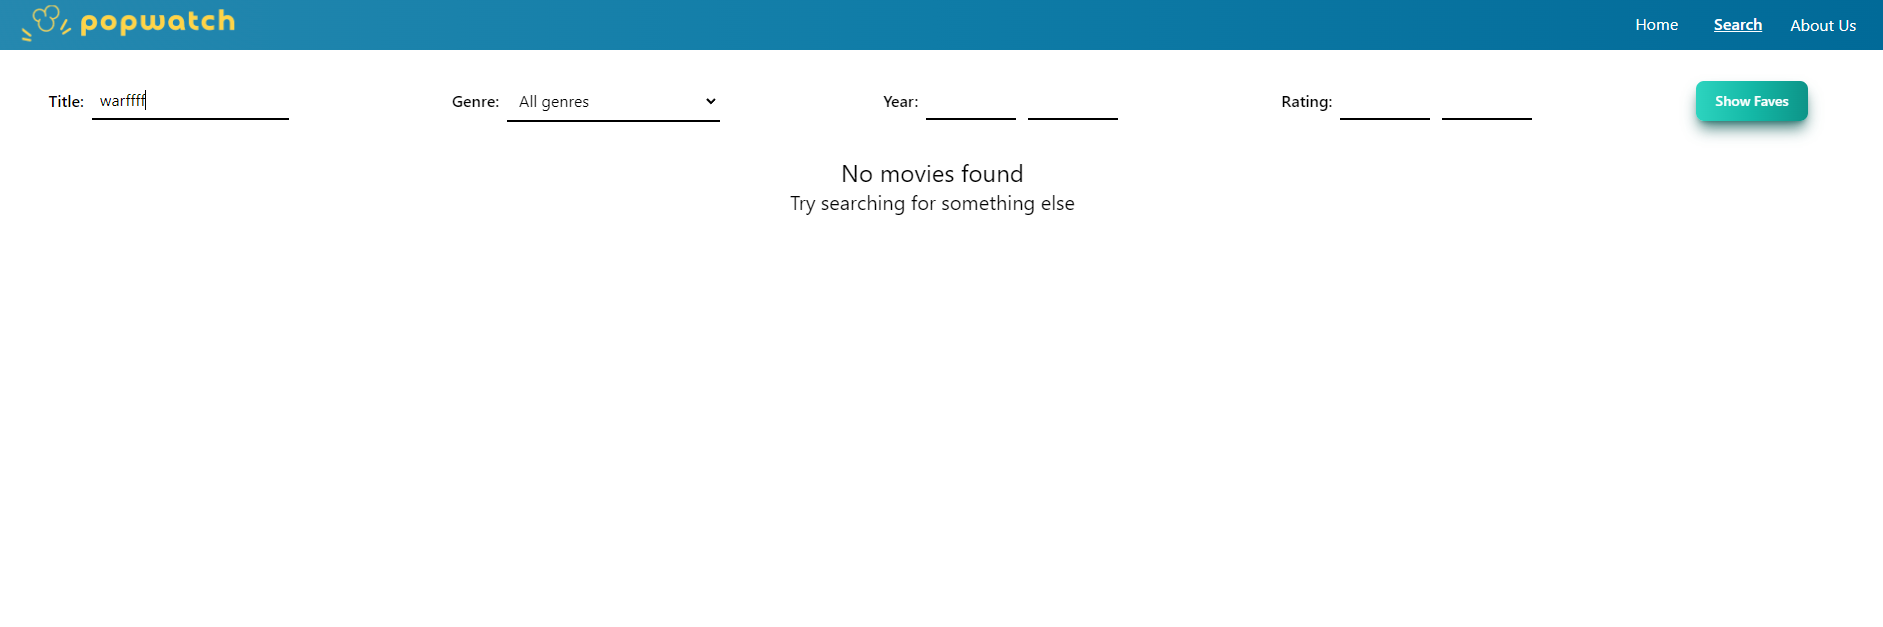 popwatch Home Search About Us
Title: warffff Genre: All genres Year: Rating: Show Faves
No movies found
Try searching for something else